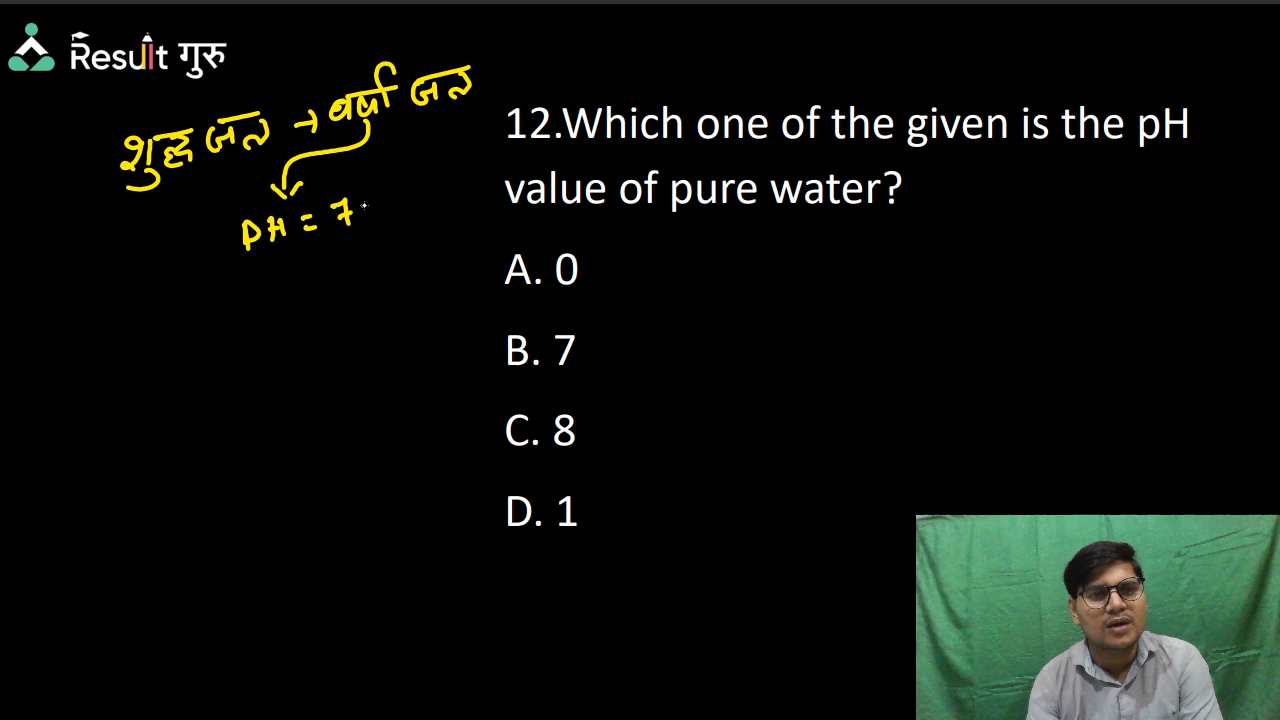 Result गुरु
शुद्ध जल → वर्षा जल
PH = 7
12.Which one of the given is the pH
value of pure water?
A. 0
B. 7
C. 8
D. 1